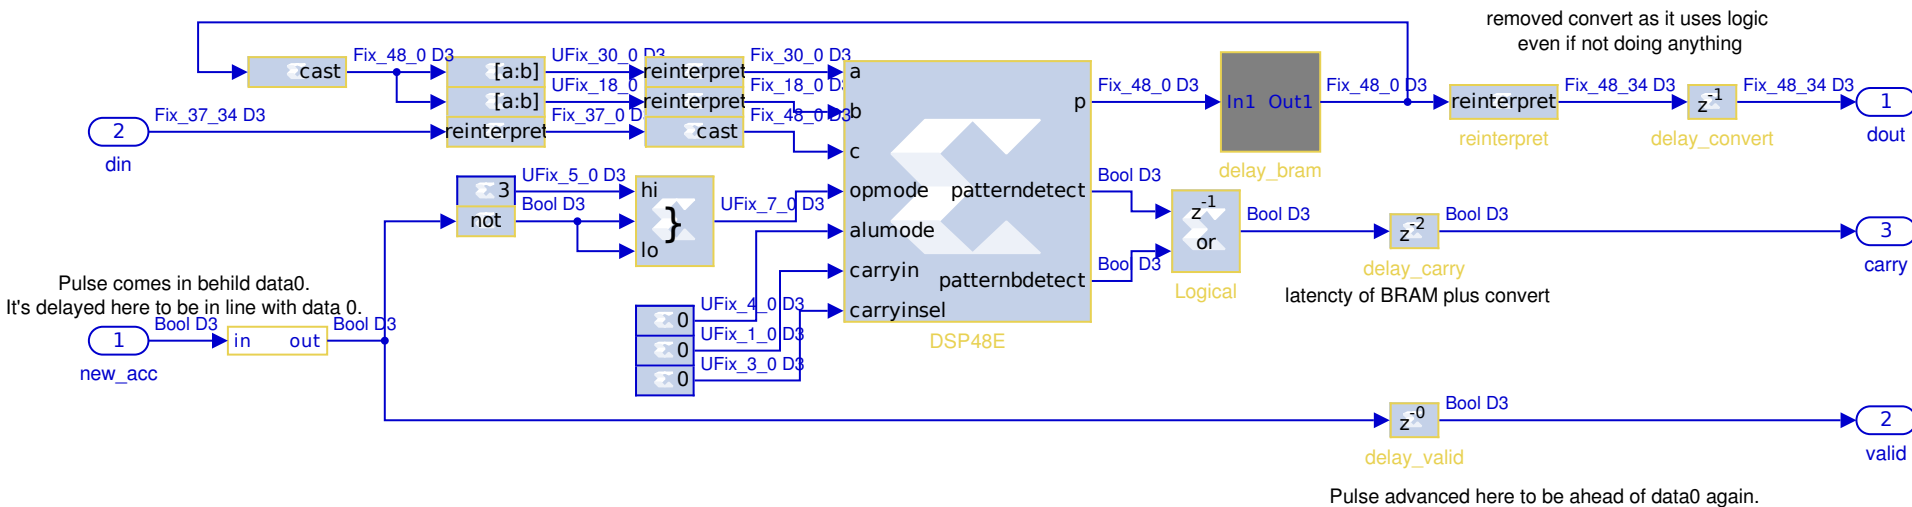 removed convert as it uses logic
even if not doing anything
cast
Fix_48_0 D3
[a:b]
UFix_30_0 D3
reinterpret
Fix_30_0 D3
a
[a:b]
UFix_18_0
reinterpret
Fix_18_0 D3
b
2
din
Fix_37_34 D3
reinterpret
Fix_37_0 D3
cast
Fix_48_0 D3
c
p
Fix_48_0 D3
In1 Out1
delay_bram
Fix_48_0 D3
reinterpret
reinterpret
Fix_48_34 D3
z-1
delay_convert
Fix_48_34 D3
1
dout
3
UFix_5_0 D3
hi
not
Bool D3
}
lo
UFix_7_0 D3
opmode
patterndetect
Bool D3
alumode
carryin
patternbdetect
Bool D3
carryinsel
DSP48E
z-1
or
Logical
Bool D3
z-2
delay_carry
Bool D3
3
carry
latencty of BRAM plus convert
Pulse comes in behild data0.
It's delayed here to be in line with data 0.
1
new_acc
Bool D3
in out
Bool D3
0
UFix_4_0 D3
0
UFix_1_0 D3
0
UFix_3_0 D3
z-0
delay_valid
Bool D3
2
valid
Pulse advanced here to be ahead of data0 again.